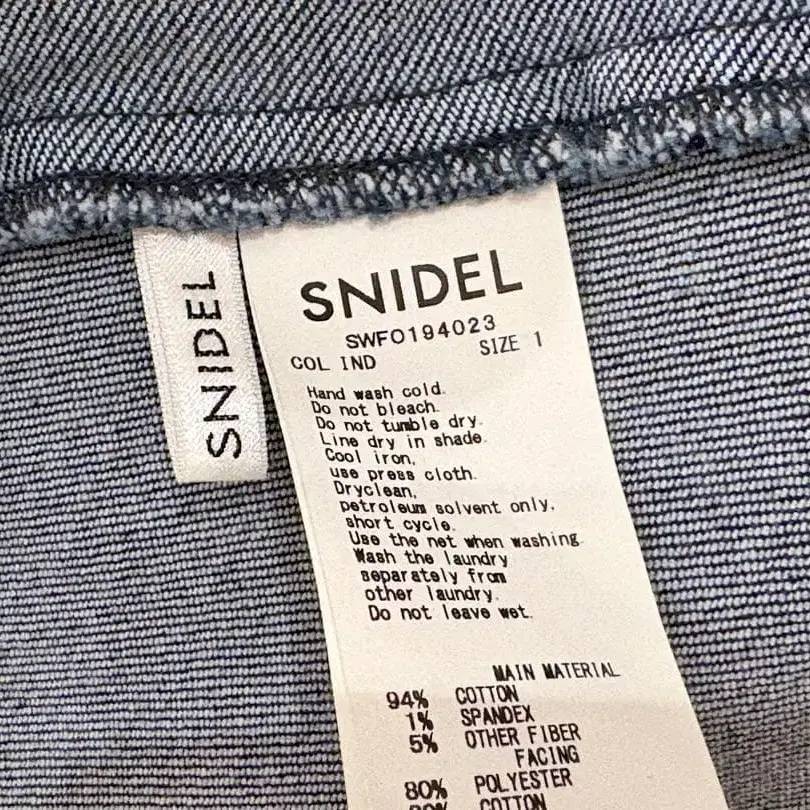 SNIDEL
SNIDEL
SWFO194023
COL IND SIZE 1
Hand wash cold.
Do not bleach.
Do not tumble dry.
Line dry in shade.
Cool iron,
use press cloth.
Dryclean,
petroleum solvent only,
short cycle.
Use the net when washing.
Wash the laundry
separately from
other laundry.
Do not leave wet.
MAIN MATERIAL
94% COTTON
1% SPANDEX
5% OTHER FIBER
FACING
80% POLYESTER
COTTON